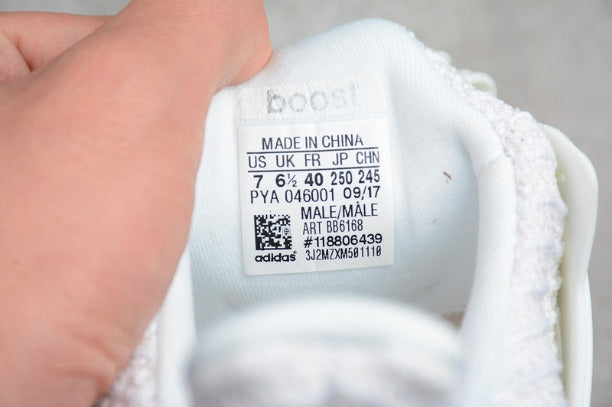 boost
MADE IN CHINA
US UK FR JP CHN
7 6½ 40 250 245
PYA 046001 09/17
MALE/MÂLE
ART BB6168
#118806439
adidas® 3J2MZXM501110